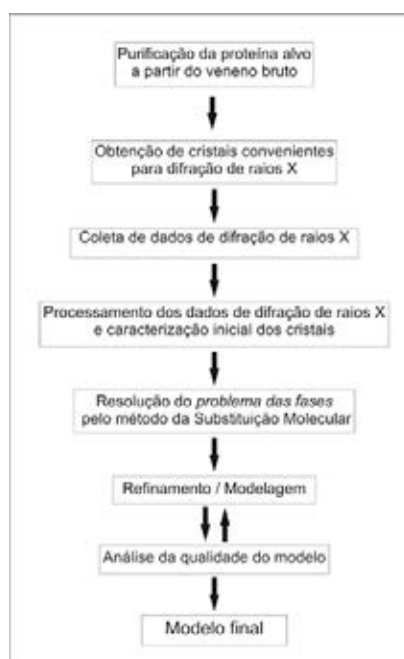 Purificação da proteína alvo
a partir do veneno bruto
Obtenção de cristais convenientes
para difração de raios X
Coleta de dados de difração de raios X
Processamento dos dados de difração de raios X
e caracterização inicial dos cristais
Resolução do problema das fases
pelo método da Substituição Molecular
Refinamento / Modelagem
Análise da qualidade do modelo
Modelo final